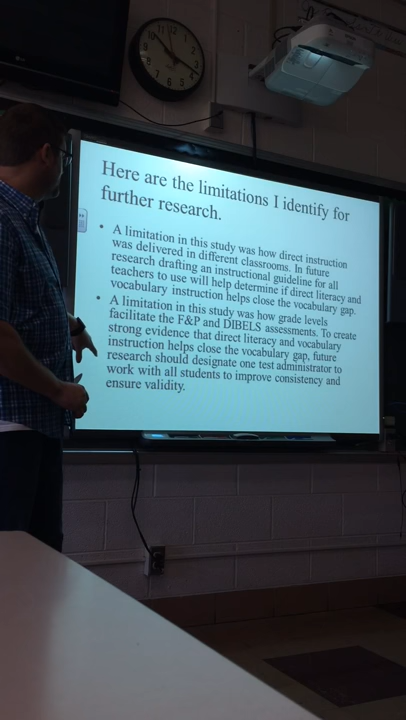 Here are the limitations I identify for
further research.
• A limitation in this study was how direct instruction
was delivered in different classrooms. In future
research drafting an instructional guideline for all
teachers to use will help determine if direct literacy and
vocabulary instruction helps close the vocabulary gap.
• A limitation in this study was how grade levels
facilitate the F&P and DIBELS assessments. To create
strong evidence that direct literacy and vocabulary
instruction helps close the vocabulary gap, future
research should designate one test administrator to
work with all students to improve consistency and
ensure validity.